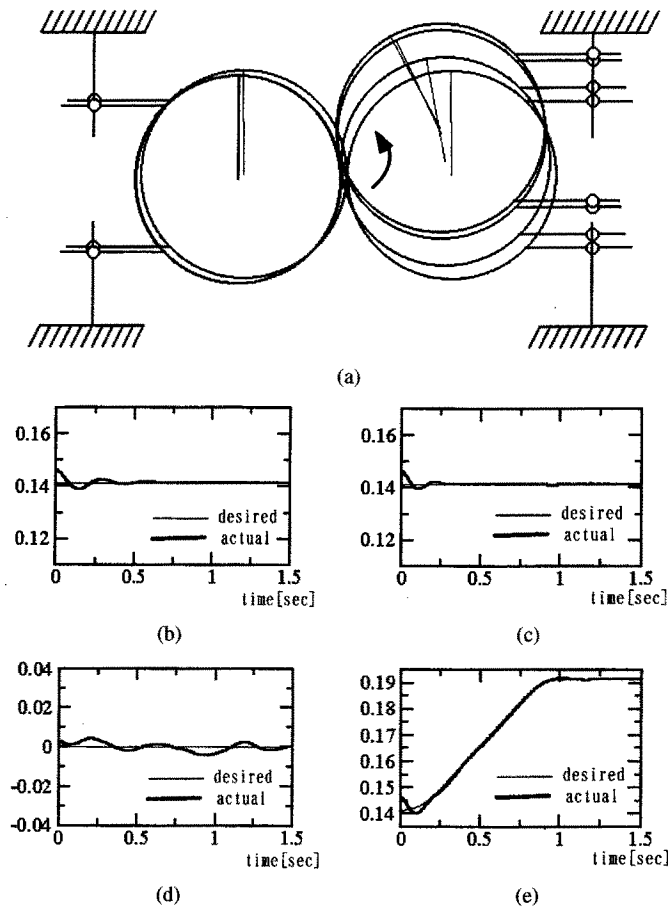 (a)
0.16
0.14
0.12
desired
actual
0
0.5
1
1.5
time[sec]
(b)
0.16
0.14
0.12
desired
actual
0
0.5
1
1.5
time[sec]
(c)
0.04
0.02
0
-0.02
-0.04
desired
actual
0
0.5
1
1.5
time[sec]
(d)
0.19
0.18
0.17
0.16
0.15
0.14
desired
actual
0
0.5
1
1.5
time[sec]
(e)